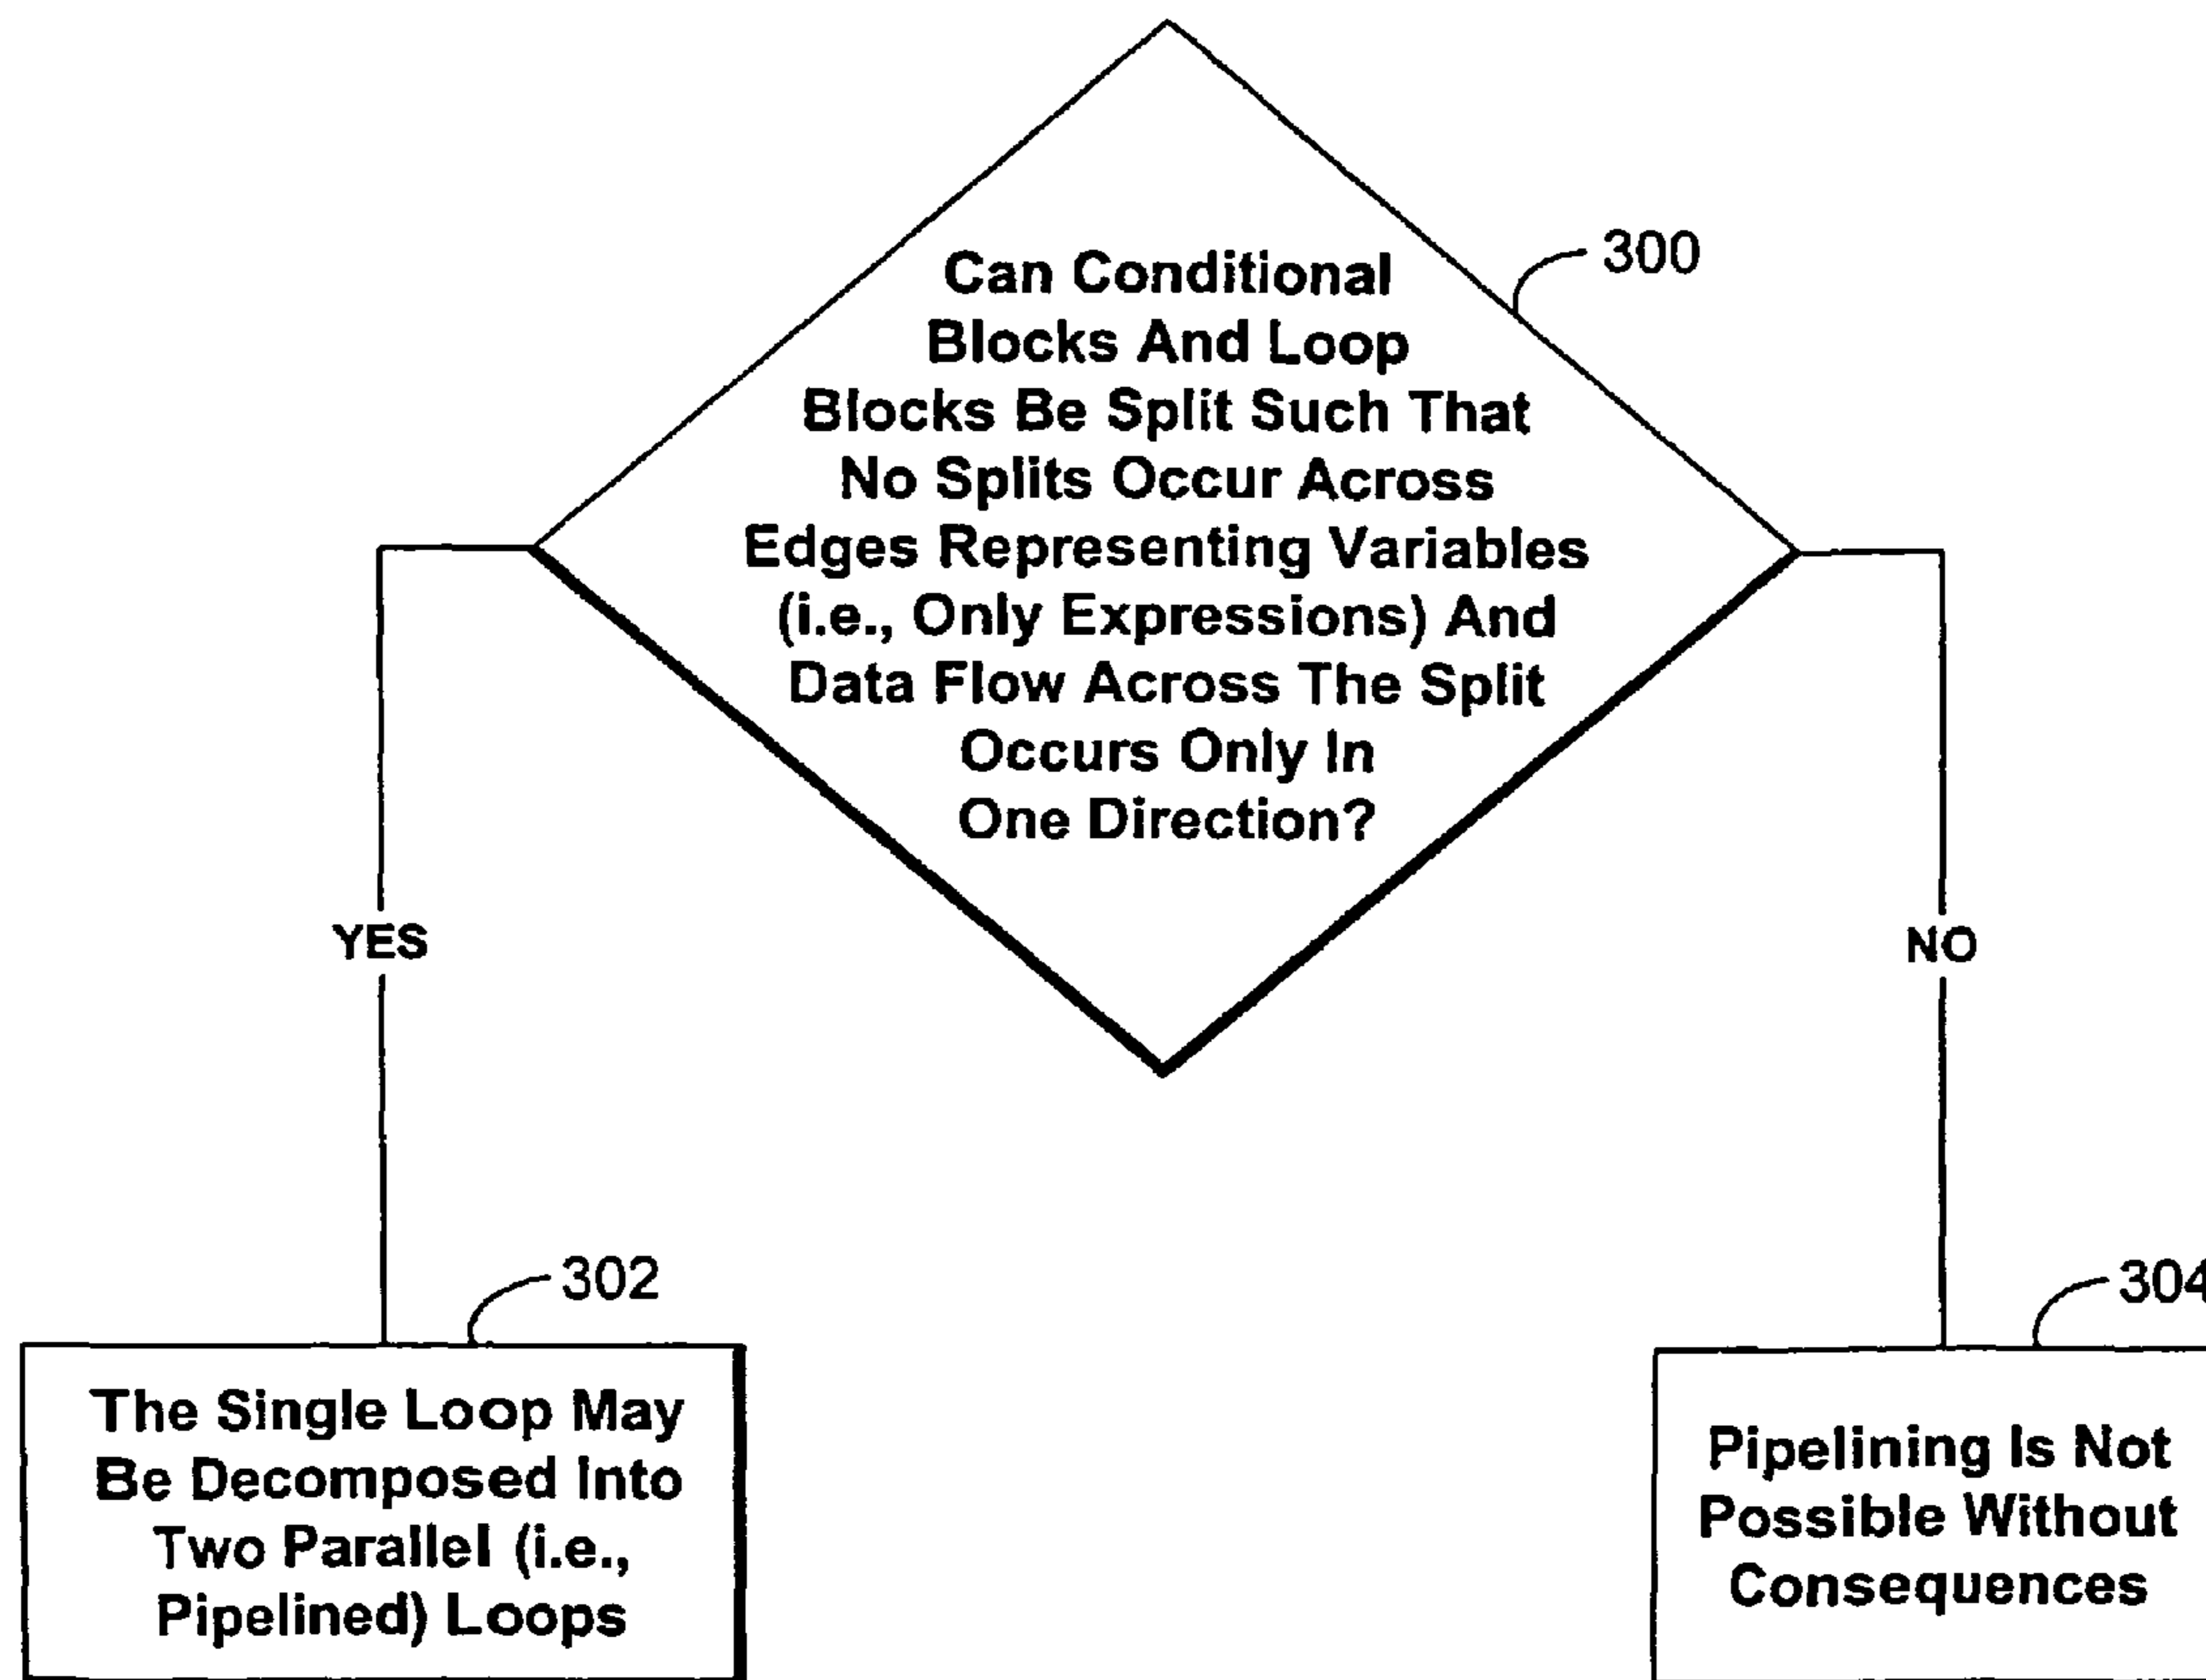 Can Conditional
Blocks And Loop
Blocks Be Split Such That
No Splits Occur Across
Edges Representing Variables
(i.e., Only Expressions) And
Data Flow Across The Split
Occurs Only In
One Direction?
300
YES
NO
302
The Single Loop May
Be Decomposed Into
Two Parallel (i.e.,
Pipelined) Loops
304
Pipelining Is Not
Possible Without
Consequences